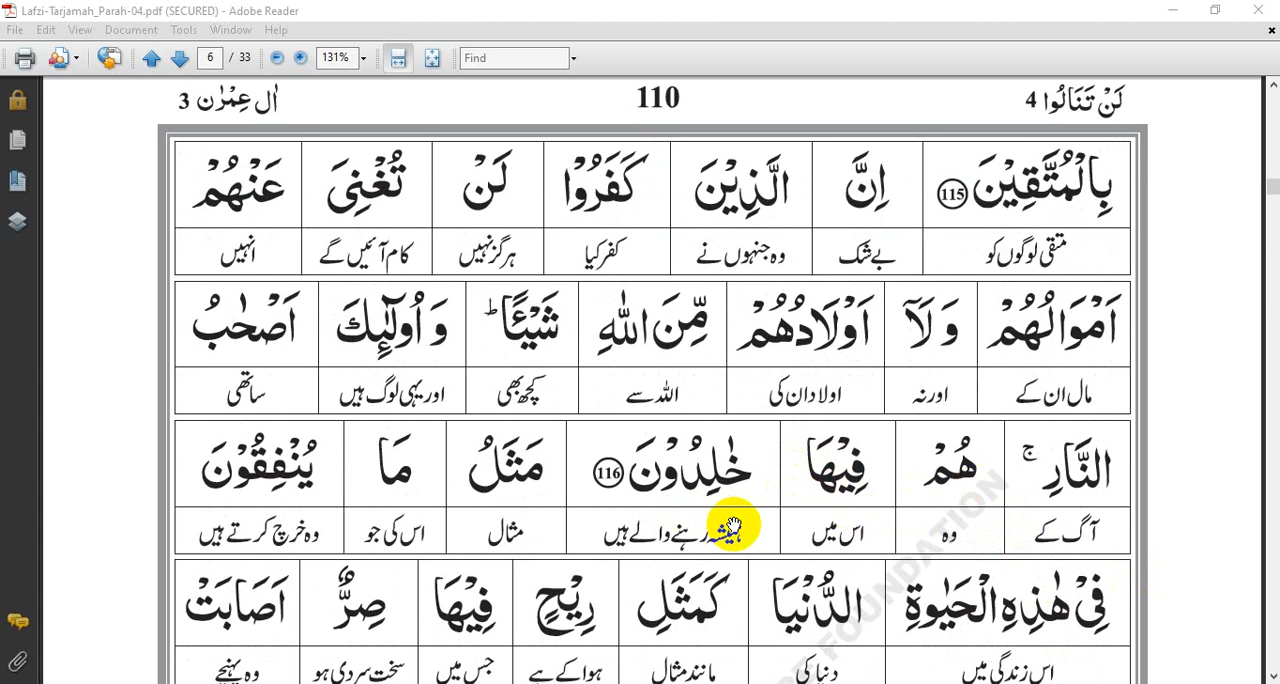 Lafzi-Tarjamah_Parah-04.pdf (SECURED) - Adobe Reader
File Edit View Document Tools Window Help
6 / 33 131% Find
لَنْ تَنَالُوا 4 110 اٰلِ عِمْرٰن 3
بِالْمُتَّقِيْنَ 115 اِنَّ الَّذِيْنَ كَفَرُوْا لَنْ تُغْنِىَ عَنْهُمْ
متقی لوگوں کو بے شک وہ جنہوں نے کفر کیا ہرگز نہیں کام آئیں گے انہیں
اَمْوَالُهُمْ وَ لَآ اَوْلَادُهُمْ مِّنَ اللّٰهِ شَيْـًٔا ؕ وَ اُولٰٓئِكَ اَصْحٰبُ
مال ان کے اور نہ اولاد ان کی اللہ سے کچھ بھی اور یہی لوگ ہیں ساتھی
النَّارِ ۚ هُمْ فِيْهَا خٰلِدُوْنَ 116 مَثَلُ مَا يُنْفِقُوْنَ
آگ کے وہ اس میں ہمیشہ رہنے والے ہیں مثال اس کی جو وہ خرچ کرتے ہیں
فِىْ هٰذِهِ الْحَيٰوةِ الدُّنْيَا كَمَثَلِ رِيْحٍ فِيْهَا صِرٌّ اَصَابَتْ
اس زندگی میں دنیا کی مانند مثال ہوا کے ہے جس میں سخت سردی ہو وہ پہنچے
FOUNDATION